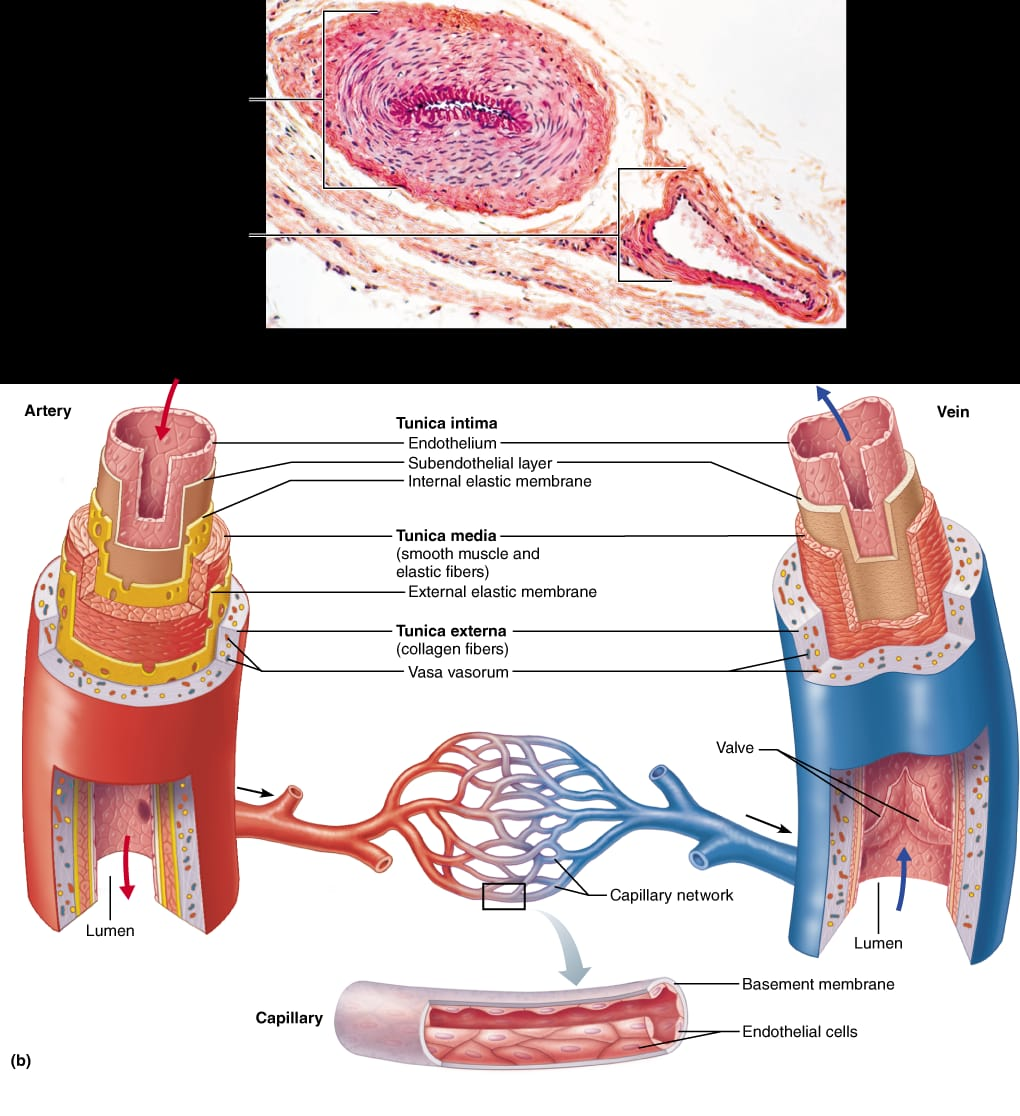 Artery
Vein
Tunica intima
Endothelium
Subendothelial layer
Internal elastic membrane
Tunica media
(smooth muscle and
elastic fibers)
External elastic membrane
Tunica externa
(collagen fibers)
Vasa vasorum
Valve
Capillary network
Lumen
Lumen
Basement membrane
Capillary
Endothelial cells
(b)